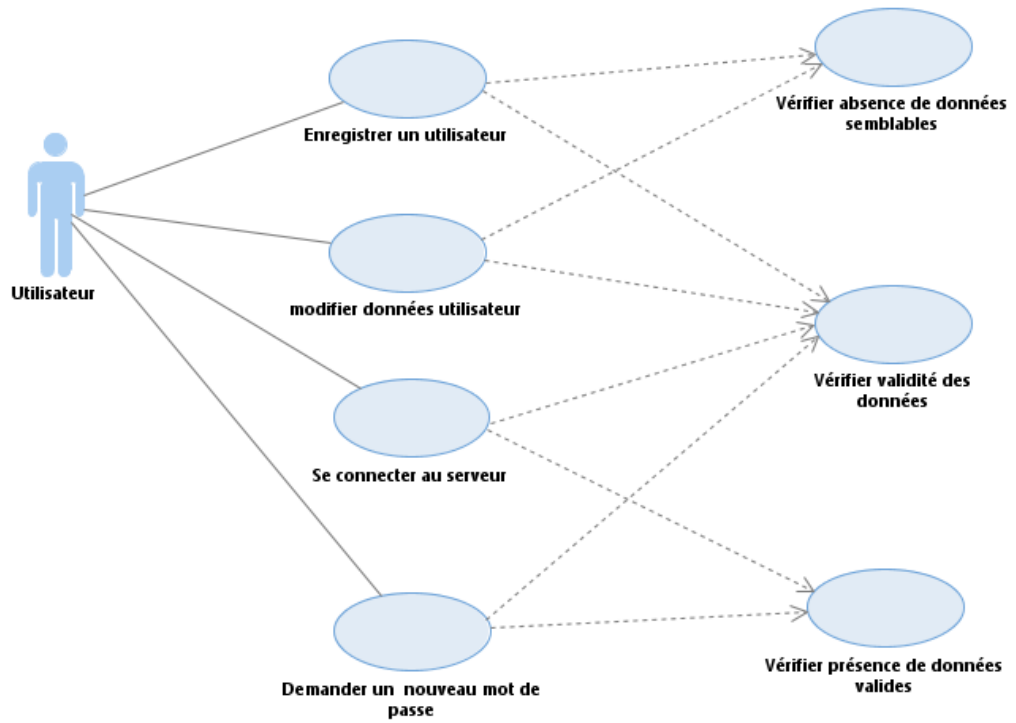 Vérifier absence de données
semblables
Enregistrer un utilisateur
Utilisateur
modifier données utilisateur
Vérifier validité des
données
Se connecter au serveur
Vérifier présence de données
valides
Demander un nouveau mot de
passe